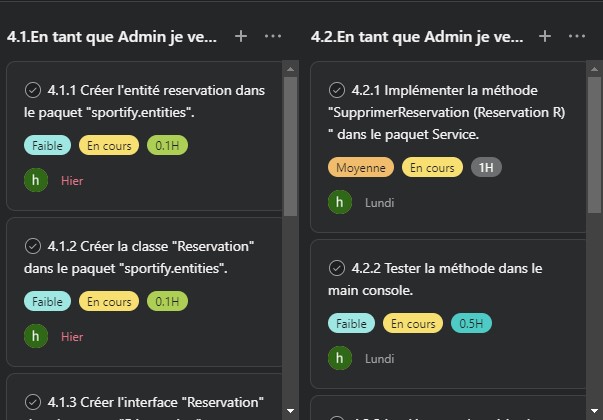 4.1.En tant que Admin je ve...
4.1.1 Créer l'entité reservation dans
le paquet "sportify.entities".
Faible En cours 0.1H
h Hier
4.1.2 Créer la classe "Reservation"
dans le paquet "sportify.entities".
Faible En cours 0.1H
h Hier
4.1.3 Créer l'interface "Reservation"
4.2.En tant que Admin je ve...
4.2.1 Implémenter la méthode
"SupprimerReservation (Reservation R)
" dans le paquet Service.
Moyenne En cours 1H
h Lundi
4.2.2 Tester la méthode dans le
main console.
Faible En cours 0.5H
h Lundi